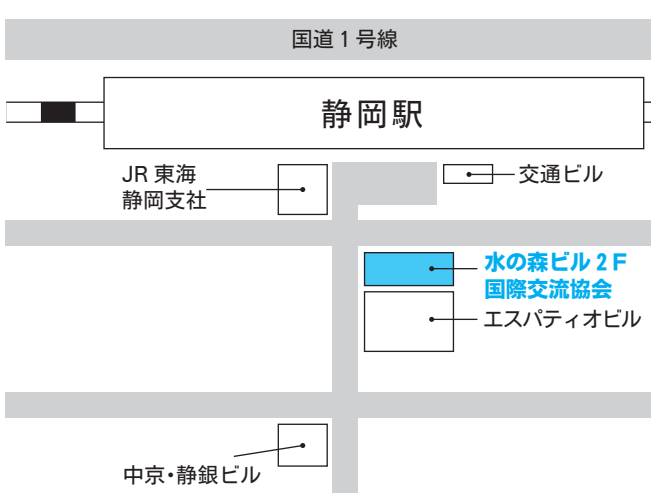 国道1号線
静岡駅
JR 東海
静岡支社
交通ビル
水の森ビル 2 F
国際交流協会
エスパティオビル
中京・静銀ビル